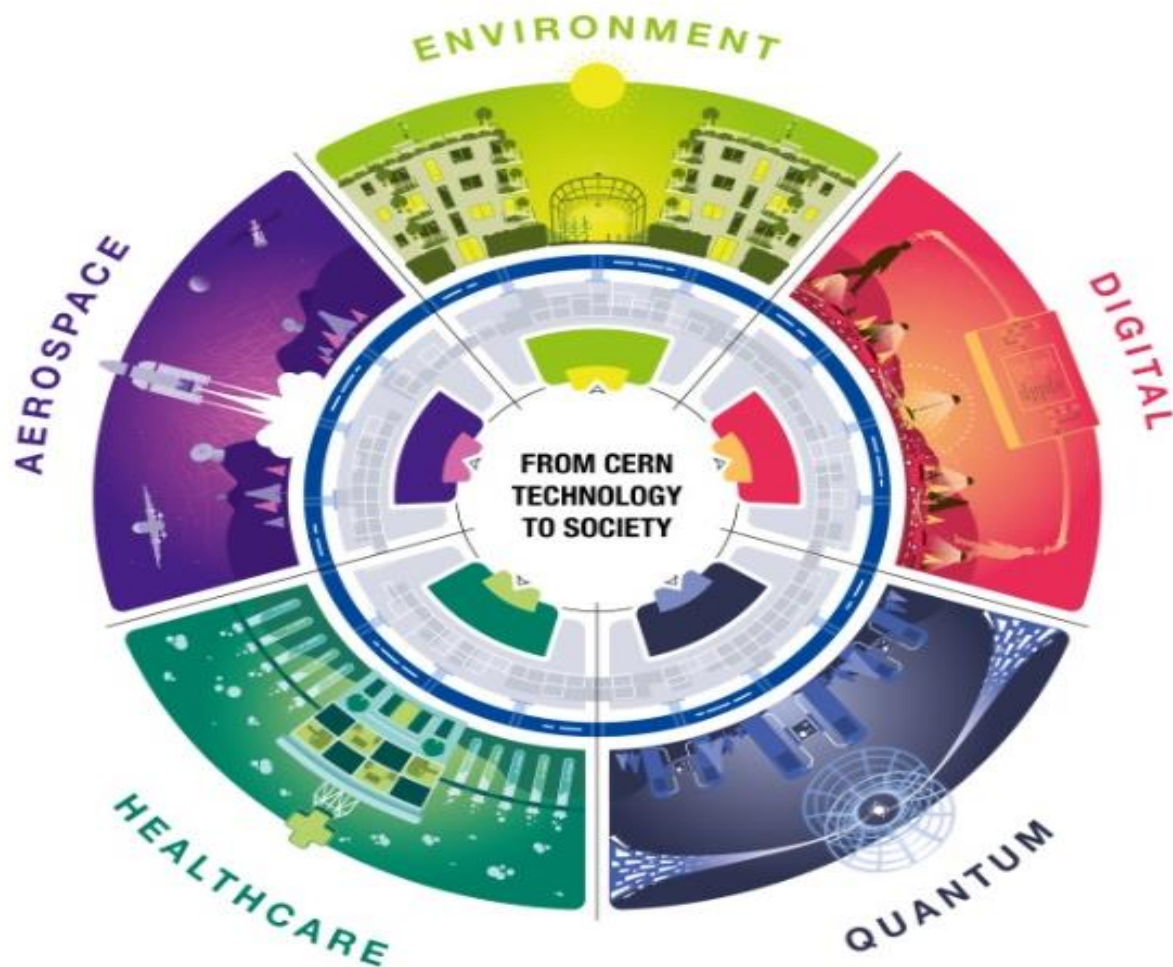 ENVIRONMENT
AEROSPACE
DIGITAL
FROM CERN
TECHNOLOGY
TO SOCIETY
HEALTHCARE
QUANTUM